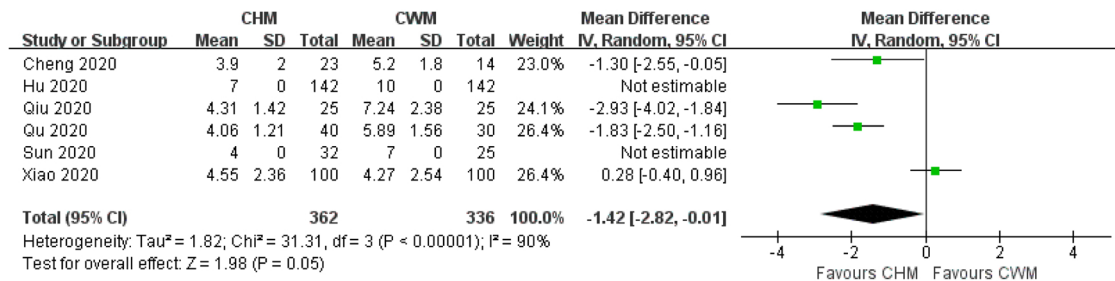 CHM CWM Mean Difference Mean Difference
Study or Subgroup Mean SD Total Mean SD Total Weight IV, Random, 95% CI IV, Random, 95% CI
Cheng 2020 3.9 2 23 5.2 1.8 14 23.0% -1.30 [-2.55, -0.05]
Hu 2020 7 0 142 10 0 142 Not estimable
Qiu 2020 4.31 1.42 25 7.24 2.38 25 24.1% -2.93 [-4.02, -1.84]
Qu 2020 4.06 1.21 40 5.89 1.56 30 26.4% -1.83 [-2.50, -1.16]
Sun 2020 4 0 32 7 0 25 Not estimable
Xiao 2020 4.55 2.36 100 4.27 2.54 100 26.4% 0.28 [-0.40, 0.96]
Total (95% CI) 362 336 100.0% -1.42 [-2.82, -0.01]
Heterogeneity: Tau² = 1.82; Chi² = 31.31, df = 3 (P < 0.00001); I² = 90%
Test for overall effect: Z = 1.98 (P = 0.05)
-4 -2 0 2 4
Favours CHM Favours CWM